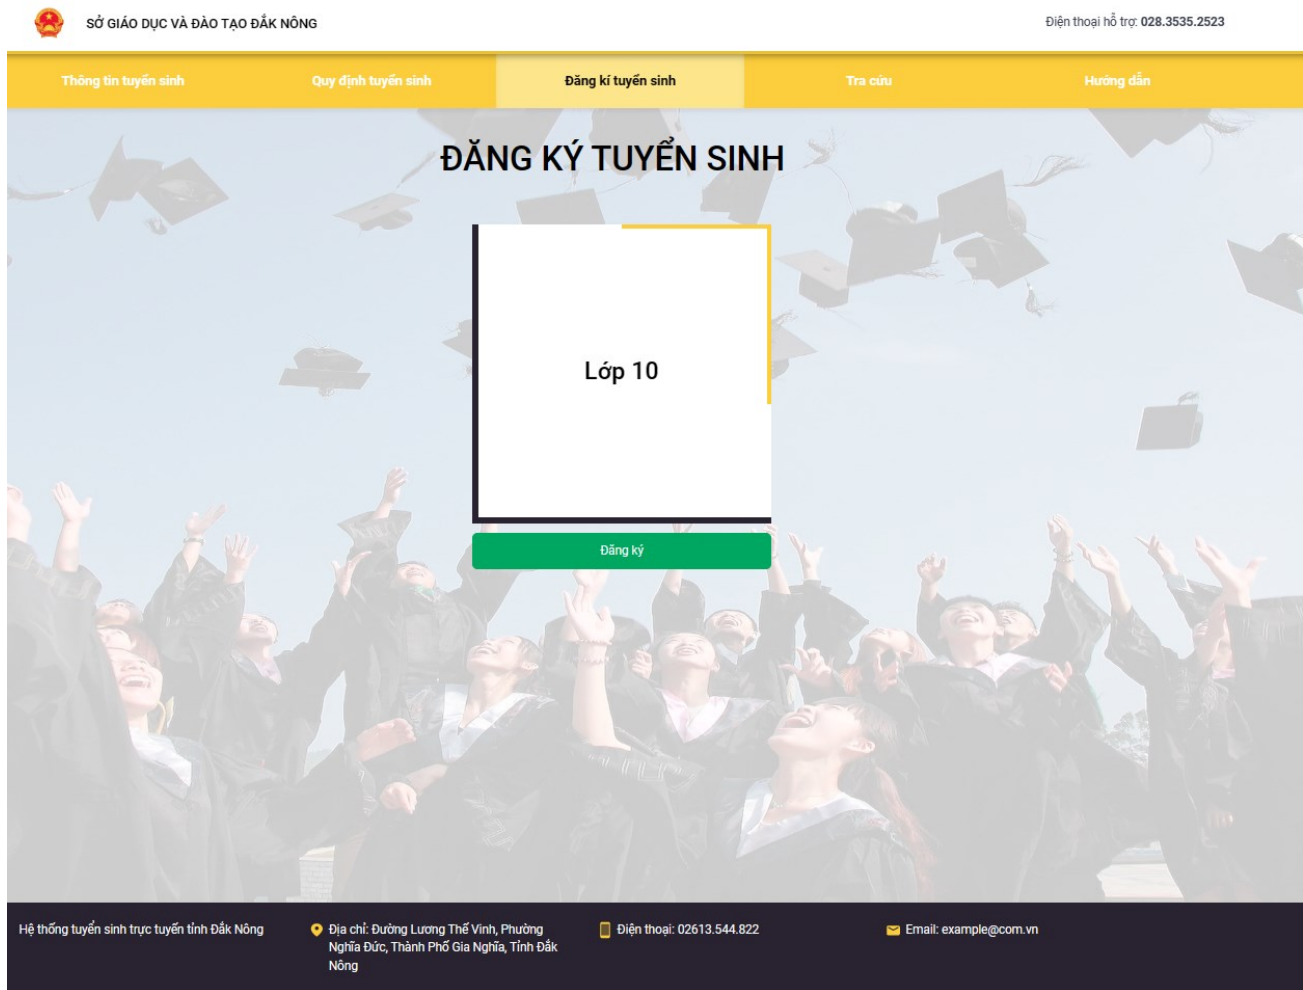 SỞ GIÁO DỤC VÀ ĐÀO TẠO ĐẮK NÔNG
Điện thoại hỗ trợ: 028.3535.2523
Thông tin tuyển sinh
Quy định tuyển sinh
Đăng kí tuyển sinh
Tra cứu
Hướng dẫn
ĐĂNG KÝ TUYỂN SINH
Lớp 10
Đăng ký
Hệ thống tuyển sinh trực tuyến tỉnh Đắk Nông
Địa chỉ: Đường Lương Thế Vinh, Phường
Nghĩa Đức, Thành Phố Gia Nghĩa, Tỉnh Đắk
Nông
Điện thoại: 02613.544.822
Email: example@com.vn